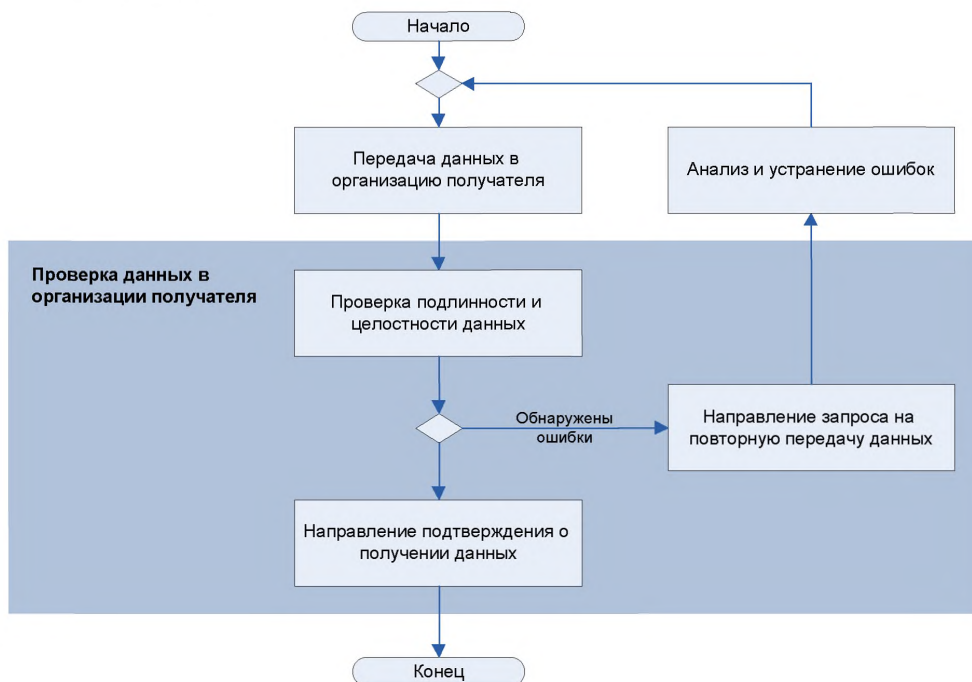 Начало
Передача данных в
организацию получателя
Анализ и устранение ошибок
Проверка данных в
организации получателя
Проверка подлинности и
целостности данных
Обнаружены
ошибки
Направление запроса на
повторную передачу данных
Направление подтверждения о
получении данных
Конец